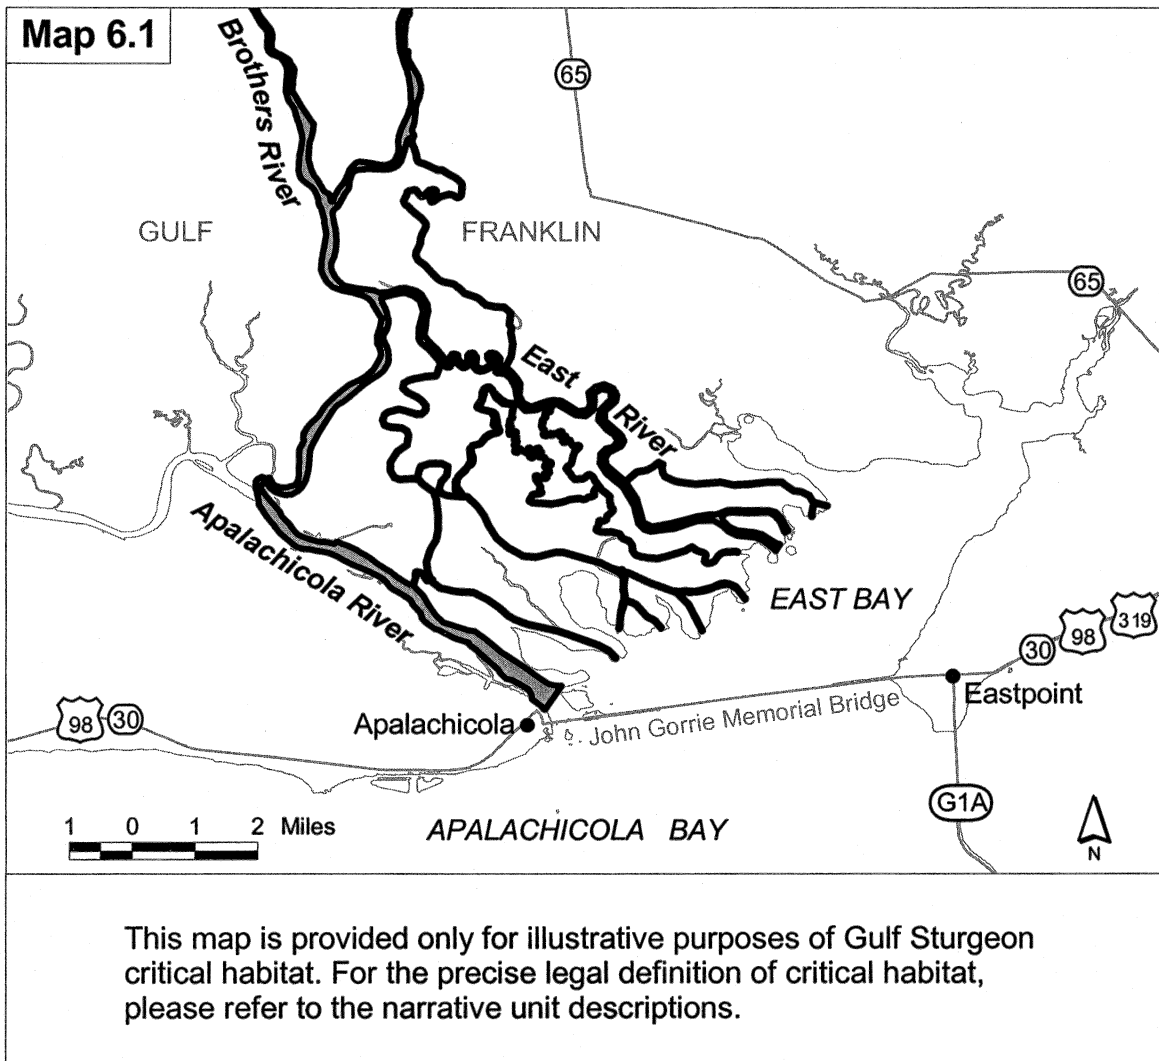 Map 6.1
Brothers River
65
GULF
FRANKLIN
65
East River
Apalachicola River
EAST BAY
319
98
30
Eastpoint
98
30
Apalachicola
John Gorrie Memorial Bridge
G1A
1 0 1 2 Miles
APALACHICOLA BAY
N
This map is provided only for illustrative purposes of Gulf Sturgeon
critical habitat. For the precise legal definition of critical habitat,
please refer to the narrative unit descriptions.